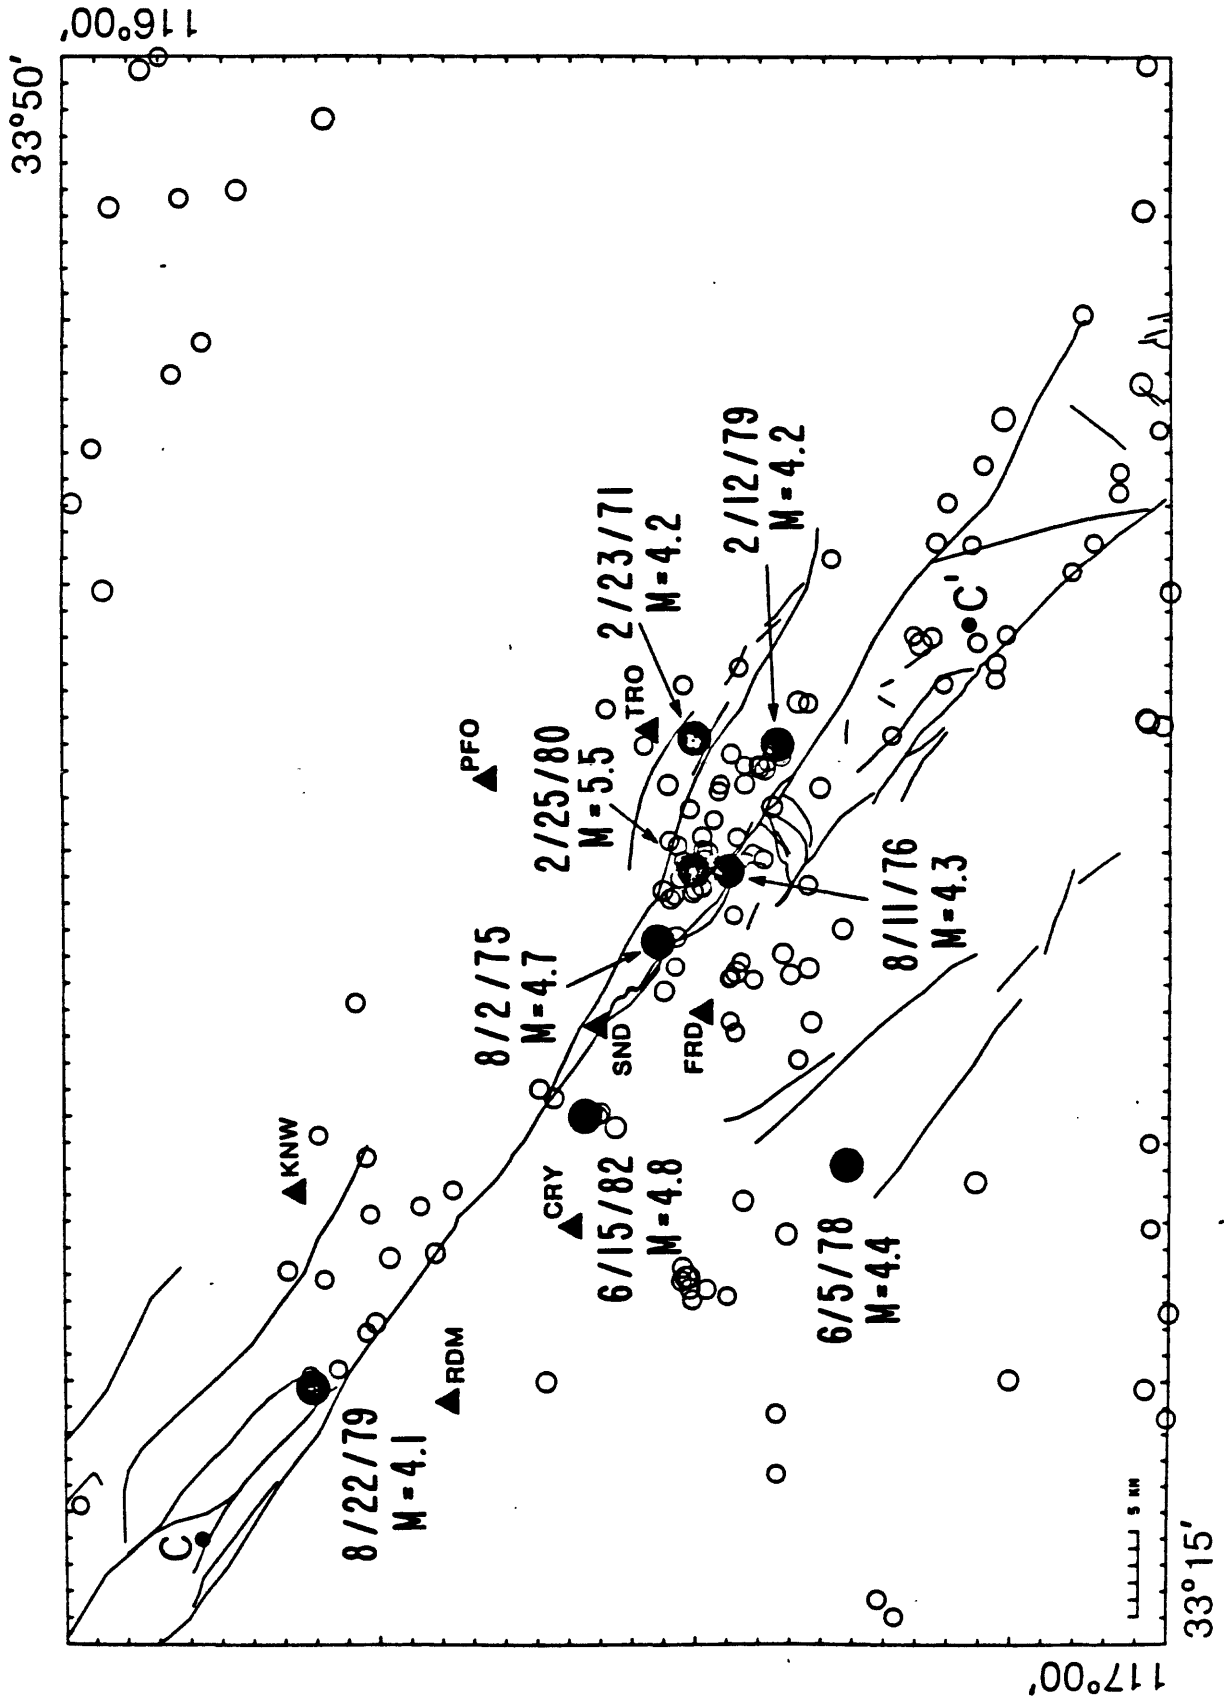 33°50'
116°00'
PFO
TRO
2/23/71
M=4.2
2/12/79
M=4.2
2/25/80
M=5.5
C'
KNW
8/2/75
M=4.7
SND
FRD
8/11/76
M=4.3
CRY
6/15/82
M=4.8
6/5/78
M=4.4
RDM
8/22/79
M=4.1
C
5 KM
33°15'
117°00'